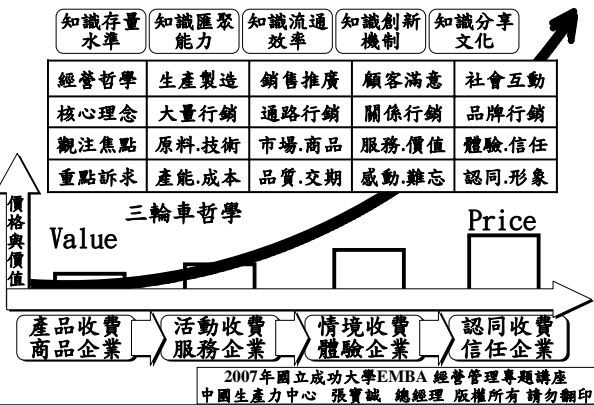 知識存量 知識匯聚 知識流通 知識創新 知識分享
水準 能力 效率 機制 文化
經營哲學 生產製造 銷售推廣 顧客滿意 社會互動
核心理念 大量行銷 通路行銷 關係行銷 品牌行銷
觀注焦點 原料.技術 市場.商品 服務.價值 體驗.信任
重點訴求 產能.成本 品質.交期 感動.難忘 認同.形象
價格與價值
三輪車哲學
Value
Price
產品收費 活動收費 情境收費 認同收費
商品企業 服務企業 體驗企業 信任企業
2007年國立成功大學EMBA 經營管理專題講座
中國生產力中心 張寶誠 總經理 版權所有 請勿翻印